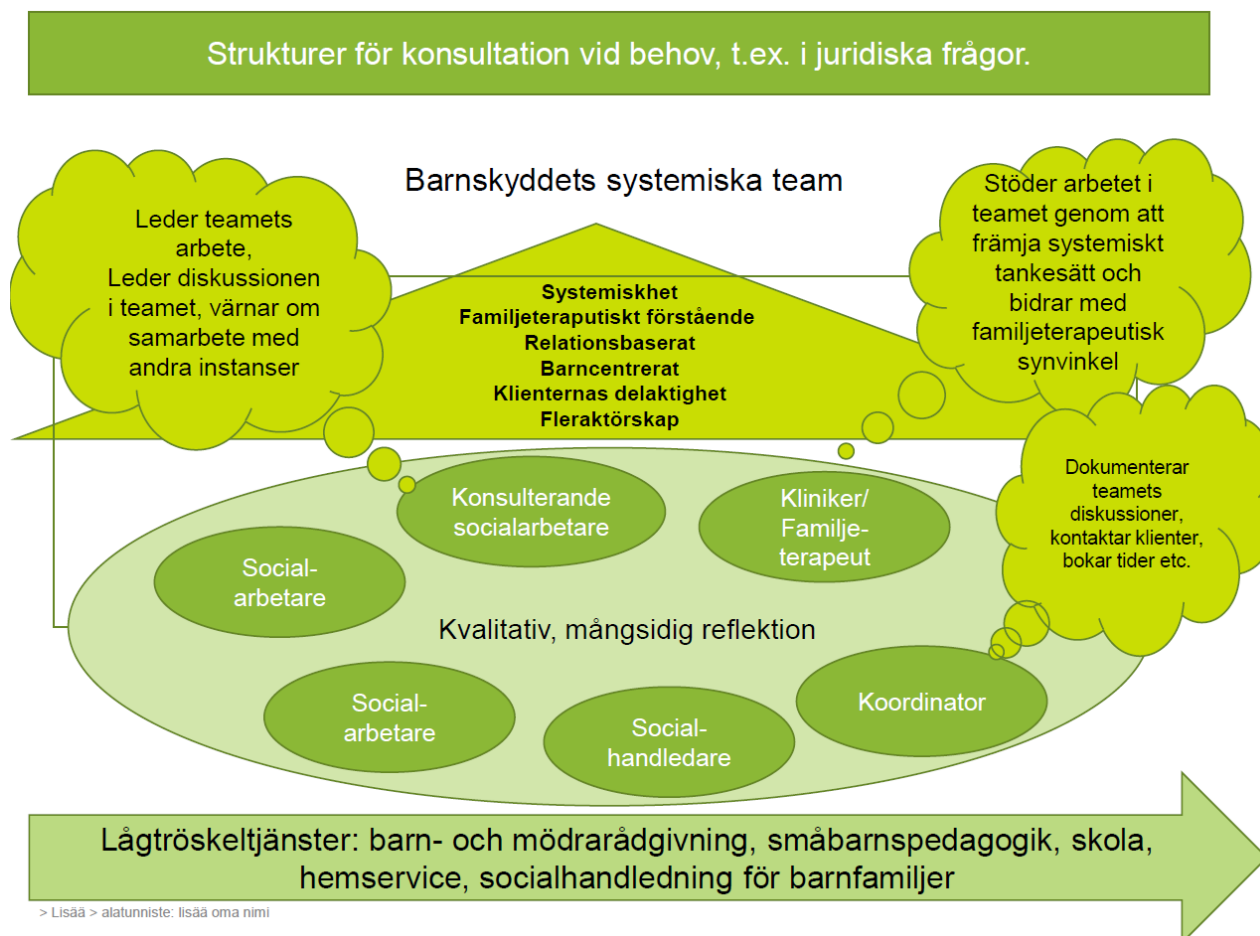 Strukturer för konsultation vid behov, t.ex. i juridiska frågor.
Barnskyddets systemiska team
Leder teamets
arbete,
Leder diskussionen
i teamet, värnar om
samarbete med
andra instanser
Stöder arbetet i
teamet genom att
främja systemiskt
tankesätt och
bidrar med
familjeterapeutisk
synvinkel
Systemiskhet
Familjeteraputiskt förstående
Relationsbaserat
Barncentrerat
Klienternas delaktighet
Fleraktörskap
Dokumenterar
teamets
diskussioner,
kontaktar klienter,
bokar tider etc.
Konsulterande
socialarbetare
Kliniker/
Familje-
terapeut
Social-
arbetare
Kvalitativ, mångsidig reflektion
Social-
arbetare
Social-
handledare
Koordinator
Lågtröskeltjänster: barn- och mödrarådgivning, småbarnspedagogik, skola,
hemservice, socialhandledning för barnfamiljer
> Lisää > alatunniste: lisää oma nimi